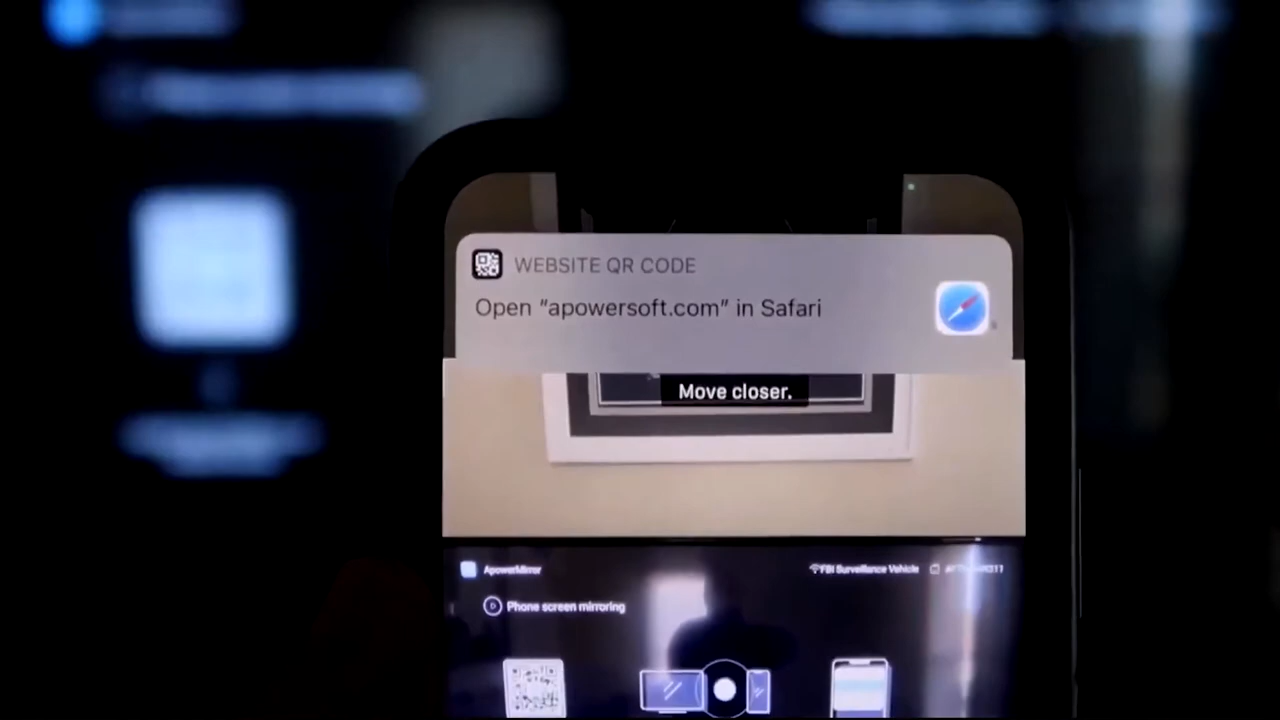 WEBSITE QR CODE
Open “apowersoft.com” in Safari
Move closer.
ApowerMirror
FBI Surveillance Vehicle
Phone screen mirroring